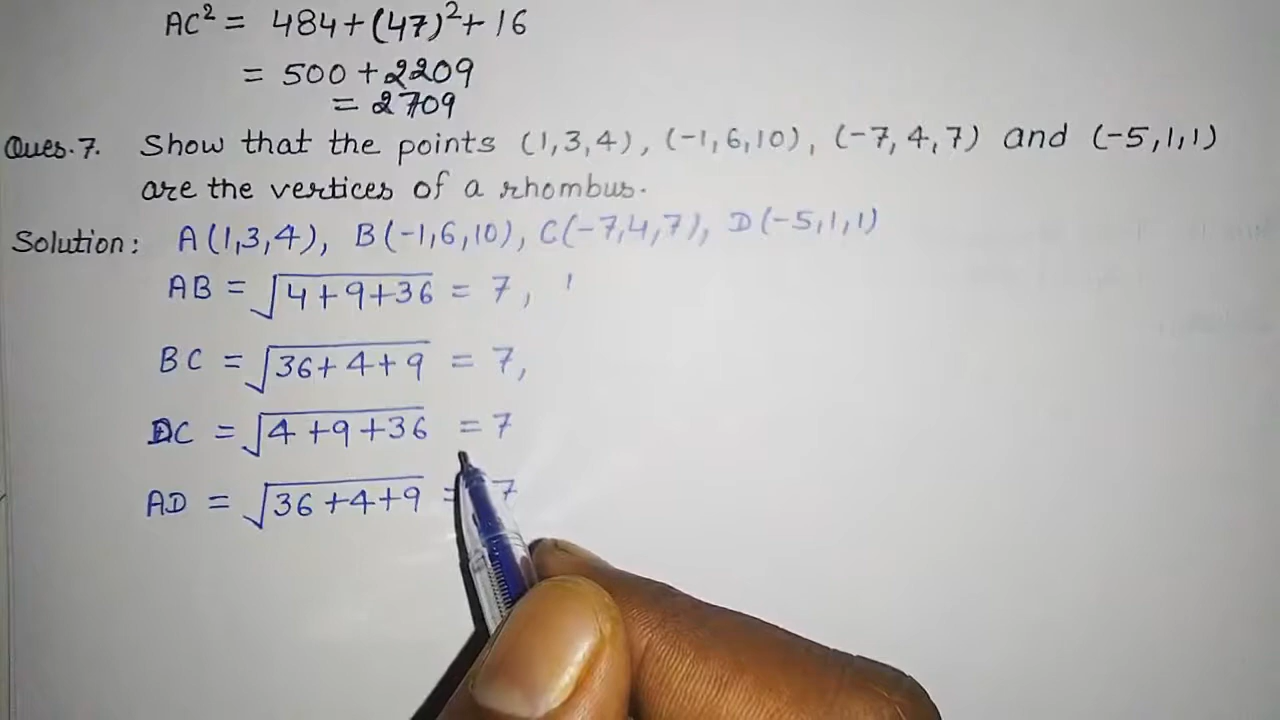 AC² = 484+(47)²+16
= 500+2209
= 2709
Ques.7. Show that the points (1,3,4), (-1,6,10), (-7,4,7) and (-5,1,1)
are the vertices of a rhombus.
Solution: A(1,3,4), B(-1,6,10), C(-7,4,7), D(-5,1,1)
AB = √4+9+36 = 7,
BC = √36+4+9 = 7,
DC = √4+9+36 = 7
AD = √36+4+9 = 7